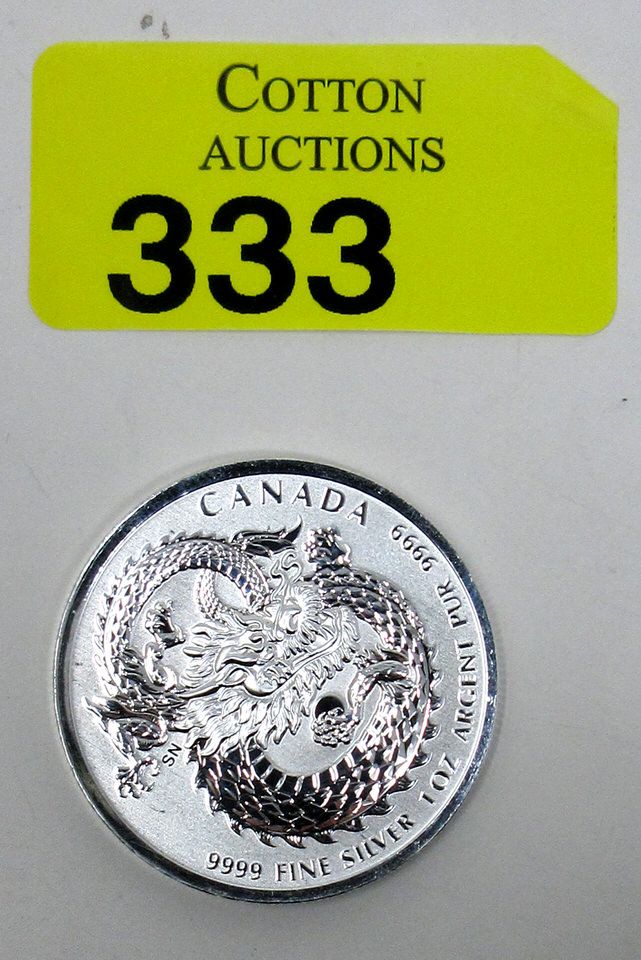 COTTON
AUCTIONS
333
CANADA
9999 FINE SILVER 1 OZ ARGENT PUR 9999
SN